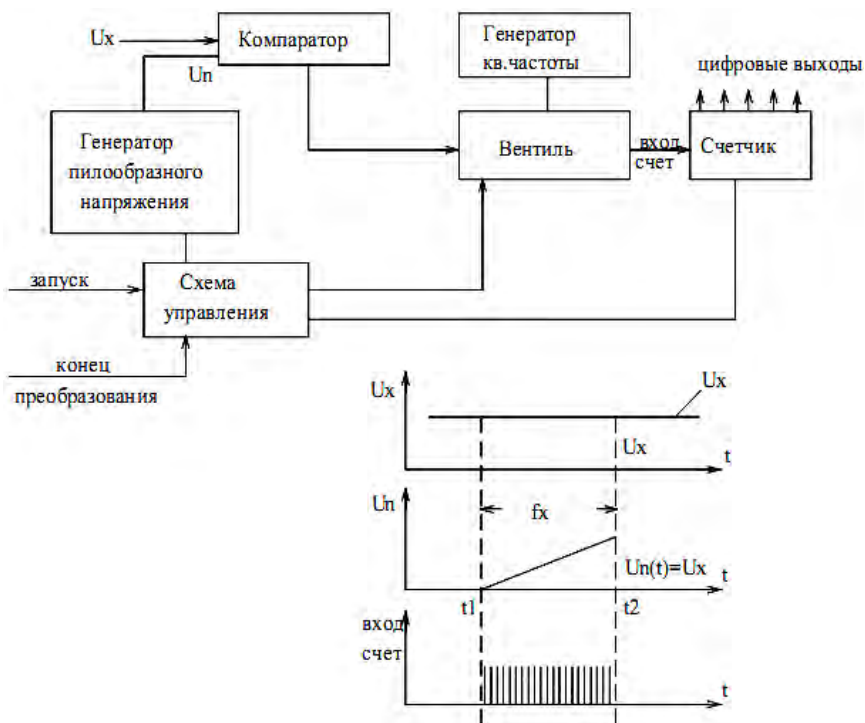 Ux
Компаратор
Un
Генератор
кв.частоты
цифровые выходы
Генератор
пилообразного
напряжения
Вентиль
вход
счет
Счетчик
запуск
Схема
управления
конец
преобразования
Ux
Ux
Ux
t
Un
fx
Un(t)=Ux
t
t1
t2
вход
счет
t